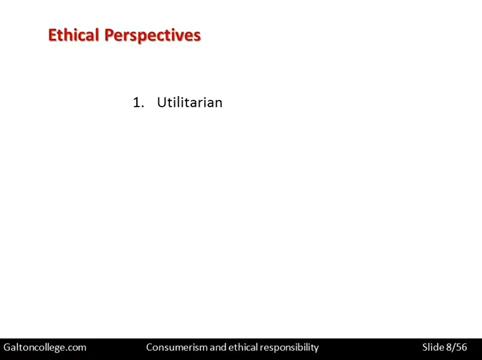 Ethical Perspectives
1. Utilitarian
Galtoncollege.com Consumerism and ethical responsibility Slide 8/56